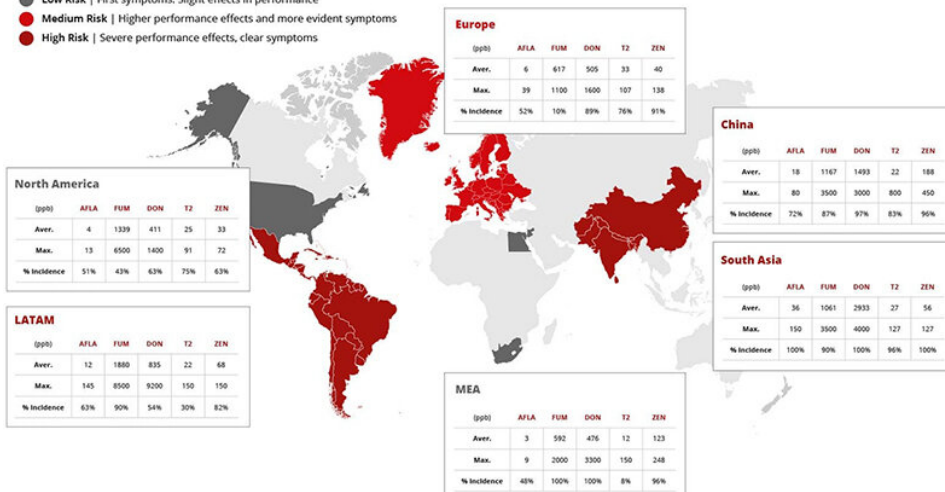 Low Risk | First symptoms. Slight effects in performance
Medium Risk | Higher performance effects and more evident symptoms
High Risk | Severe performance effects, clear symptoms
Europe
(ppb) AFLA FUM DON T2 ZEN
Aver. 6 617 505 33 40
Max. 39 1100 1600 107 138
% Incidence 52% 10% 89% 76% 91%
China
(ppb) AFLA FUM DON T2 ZEN
Aver. 18 1167 1493 22 188
Max. 80 3500 3000 800 450
% Incidence 72% 87% 97% 83% 96%
North America
(ppb) AFLA FUM DON T2 ZEN
Aver. 4 1339 411 25 33
Max. 13 6500 1400 91 72
% Incidence 51% 43% 63% 75% 63%
South Asia
(ppb) AFLA FUM DON T2 ZEN
Aver. 36 1061 2933 27 56
Max. 150 3500 4000 127 127
% Incidence 100% 90% 100% 96% 100%
LATAM
(ppb) AFLA FUM DON T2 ZEN
Aver. 12 1880 835 22 68
Max. 145 8500 9200 150 150
% Incidence 63% 90% 54% 30% 82%
MEA
(ppb) AFLA FUM DON T2 ZEN
Aver. 3 592 476 12 123
Max. 9 2000 3300 150 248
% Incidence 48% 100% 100% 8% 96%